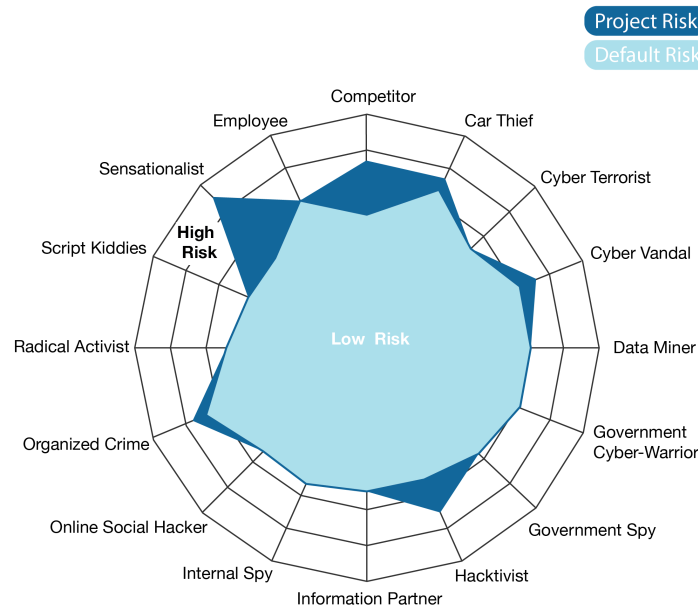 Project Risk
Default Risk
Competitor
Employee
Car Thief
Sensationalist
Cyber Terrorist
High
Risk
Script Kiddies
Cyber Vandal
Low Risk
Radical Activist
Data Miner
Organized Crime
Government
Cyber-Warrior
Online Social Hacker
Government Spy
Internal Spy
Hacktivist
Information Partner